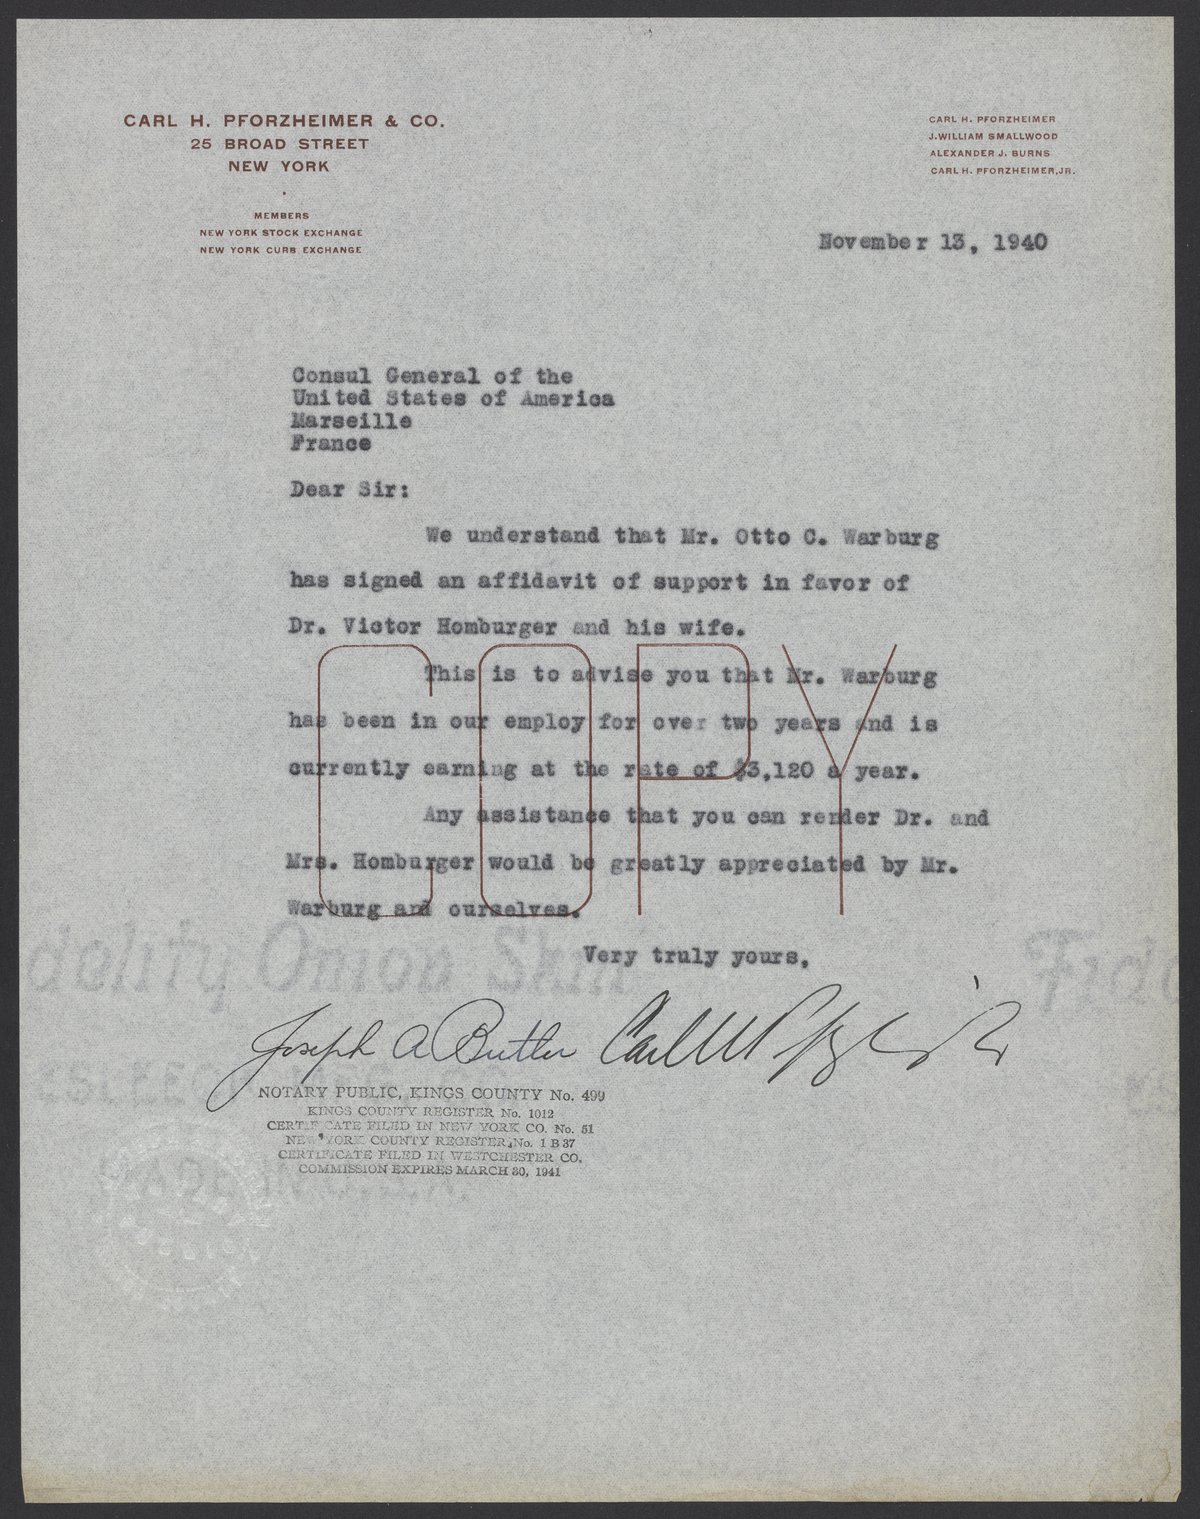 CARL H. PFORZHEIMER & CO.
25 BROAD STREET
NEW YORK
MEMBERS
NEW YORK STOCK EXCHANGE
NEW YORK CURB EXCHANGE
CARL H. PFORZHEIMER
J. WILLIAM SMALLWOOD
ALEXANDER J. BURNS
CARL H. PFORZHEIMER, JR.
November 13, 1940
Consul General of the
United States of America
Marseille
France
Dear Sir:
We understand that Mr. Otto C. Warburg
has signed an affidavit of support in favor of
Dr. Victor Homburger and his wife.
This is to advise you that Mr. Warburg
has been in our employ for over two years and is
currently earning at the rate of $3,120 a year.
Any assistance that you can render Dr. and
Mrs. Homburger would be greatly appreciated by Mr.
Warburg and ourselves.
COPY
Very truly yours,
delity Onion Skin
Fide
Joseph A Butler
NOTARY PUBLIC, KINGS COUNTY No. 499
KINGS COUNTY REGISTER No. 1012
CERTIFICATE FILED IN NEW YORK CO. No. 51
NEW YORK COUNTY REGISTER, No. 1 B 37
CERTIFICATE FILED IN WESTCHESTER CO.
COMMISSION EXPIRES MARCH 30, 1941
MADE IN U.S.A.